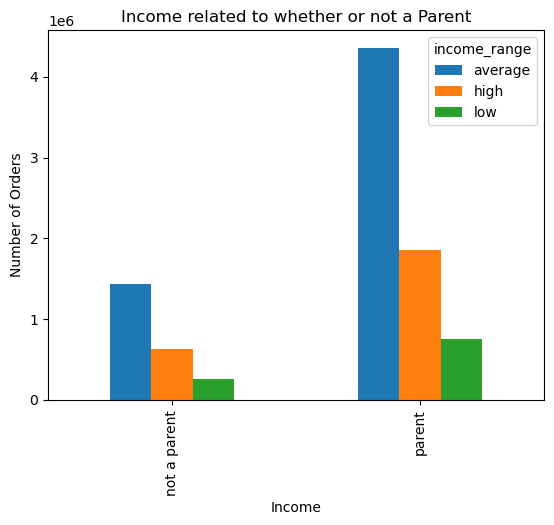 Income related to whether or not a Parent
1e6
income_range
average
high
low
Number of Orders
4
3
2
1
0
not a parent
parent
Income